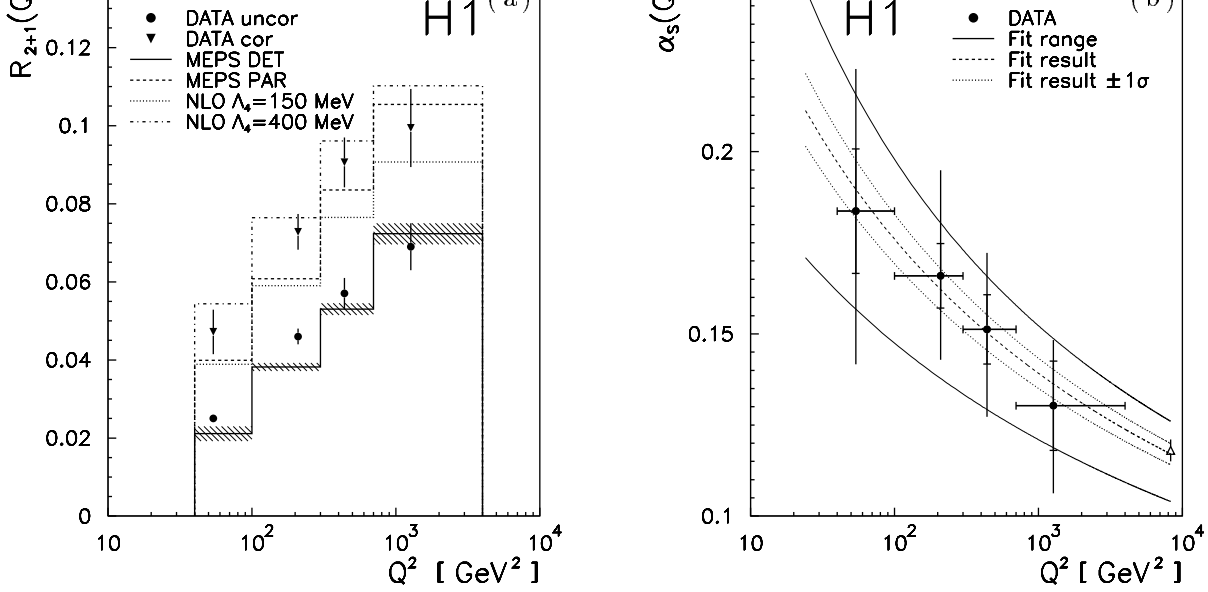 R₂₊₁(Q
H1
(a)
DATA uncor
DATA cor
MEPS DET
MEPS PAR
NLO Λ₄=150 MeV
NLO Λ₄=400 MeV
0.12
0.1
0.08
0.06
0.04
0.02
0
10 10² 10³ 10⁴
Q² [ GeV² ]
αₛ(Q
H1
(b)
DATA
Fit range
Fit result
Fit result ±1σ
0.2
0.15
0.1
10 10² 10³ 10⁴
Q² [ GeV² ]